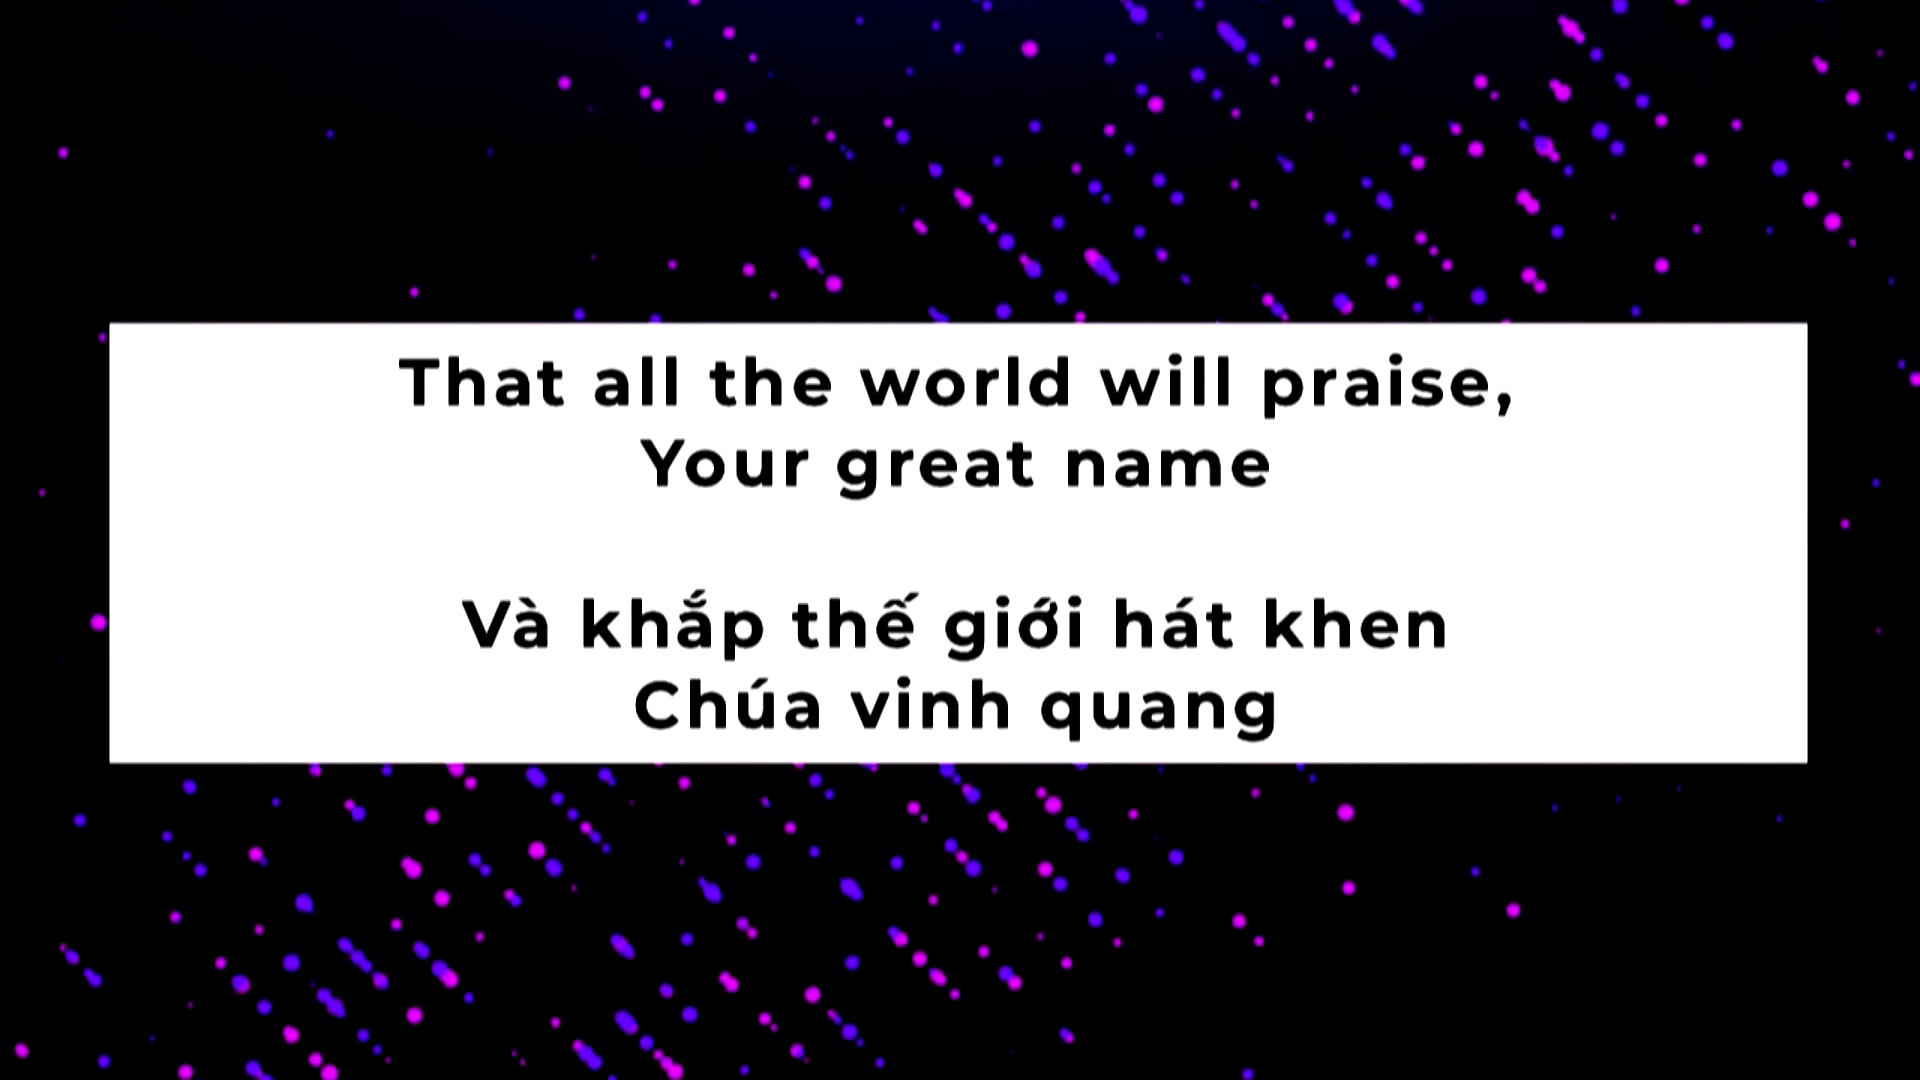 That all the world will praise,
Your great name
Và khắp thế giới hát khen
Chúa vinh quang